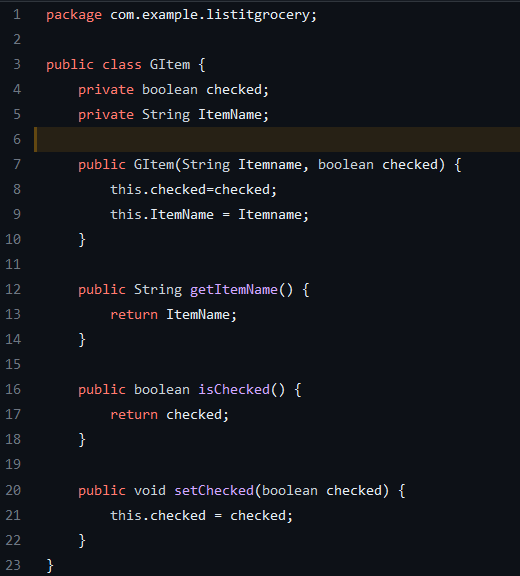 1 package com.example.listitgrocery;
2
3 public class GItem {
4     private boolean checked;
5     private String ItemName;
6
7     public GItem(String Itemname, boolean checked) {
8         this.checked=checked;
9         this.ItemName = Itemname;
10     }
11
12     public String getItemName() {
13         return ItemName;
14     }
15
16     public boolean isChecked() {
17         return checked;
18     }
19
20     public void setChecked(boolean checked) {
21         this.checked = checked;
22     }
23 }